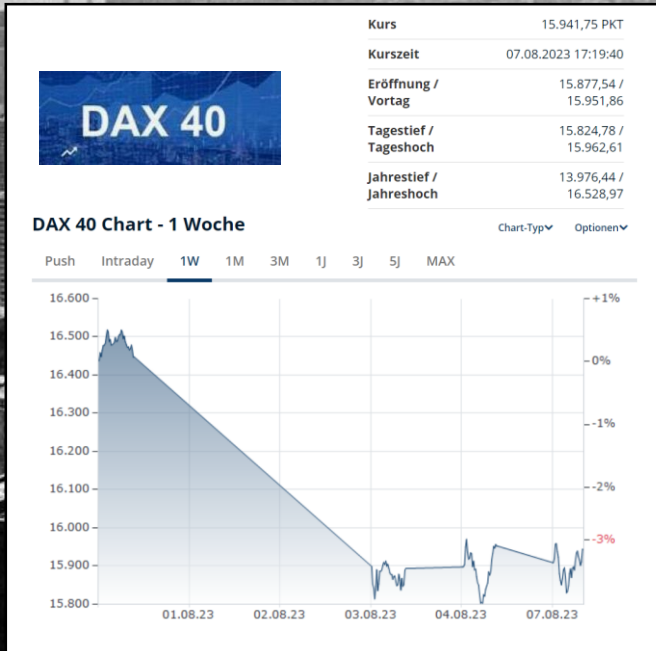 Kurs 15.941,75 PKT
Kurszeit 07.08.2023 17:19:40
Eröffnung / 15.877,54 /
Vortag 15.951,86
DAX 40
Tagestief / 15.824,78 /
Tageshoch 15.962,61
Jahrestief / 13.976,44 /
Jahreshoch 16.528,97
DAX 40 Chart - 1 Woche Chart-Typ Optionen
Push Intraday 1W 1M 3M 1J 3J 5J MAX
16.600 +1%
16.500
16.400 0%
16.300
16.200 -1%
16.100 -2%
16.000
15.900 -3%
15.800
01.08.23 02.08.23 03.08.23 04.08.23 07.08.23